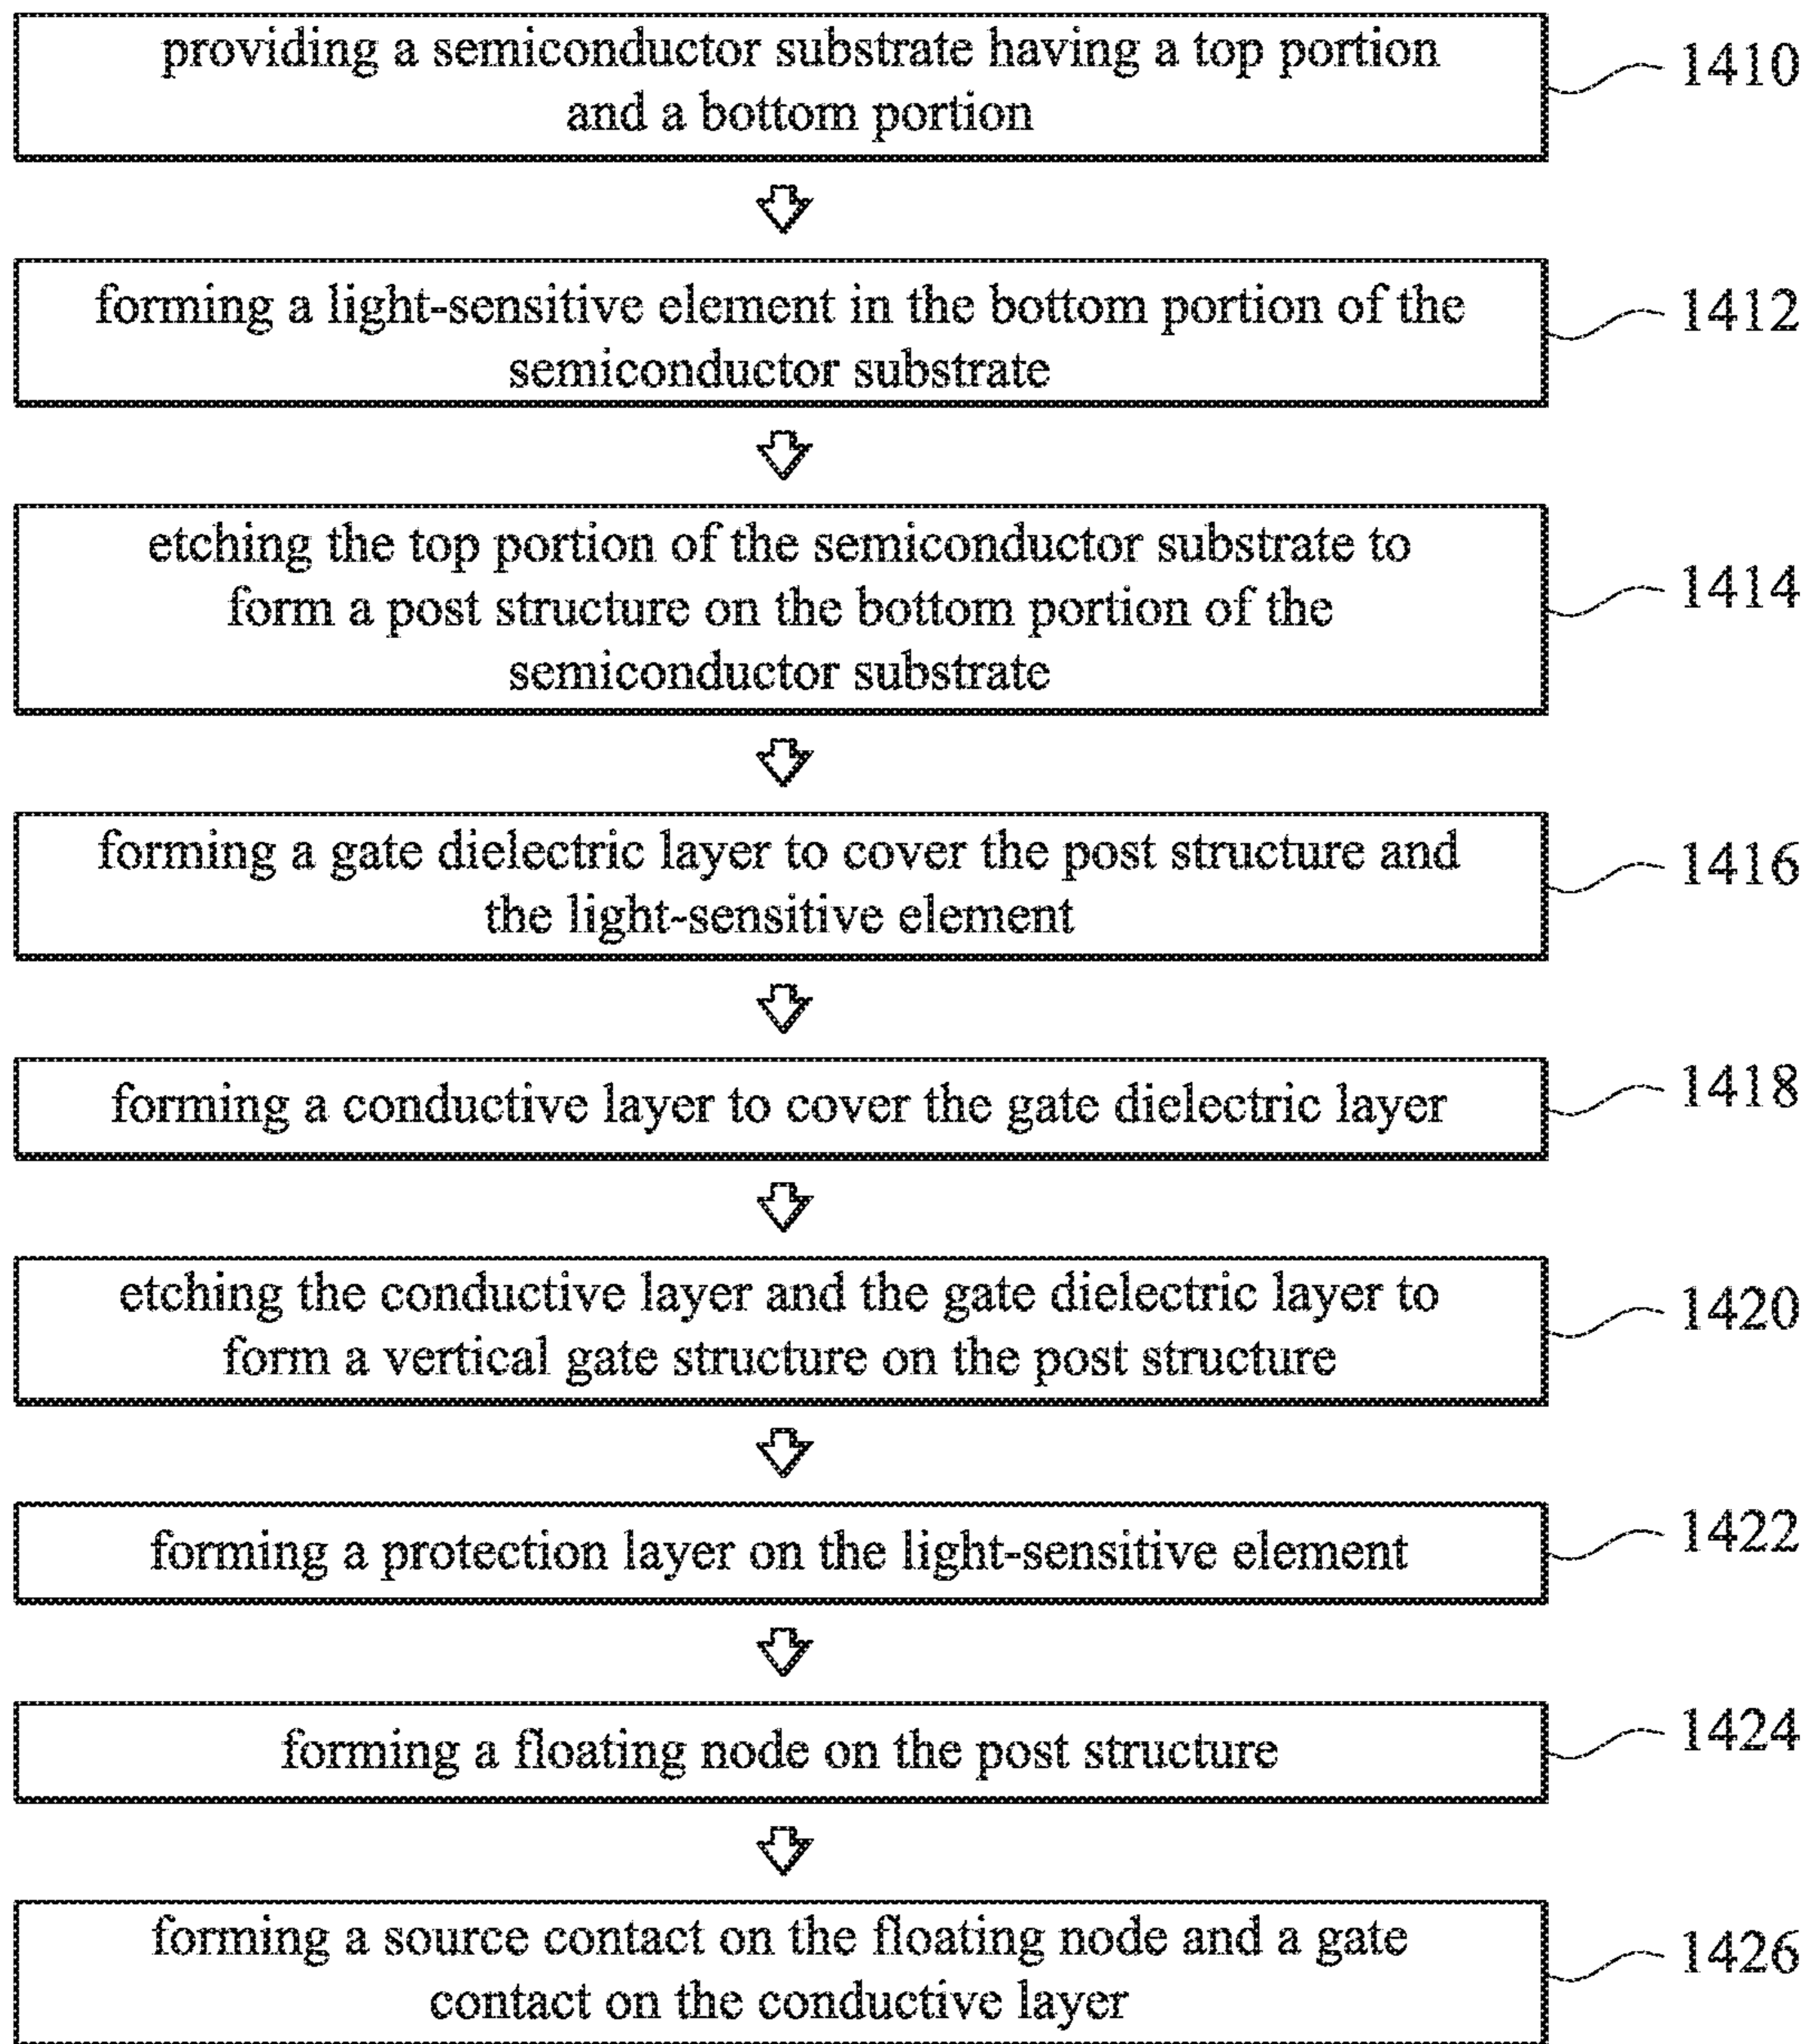 providing a semiconductor substrate having a top portion
and a bottom portion
1410
forming a light-sensitive element in the bottom portion of the
semiconductor substrate
1412
etching the top portion of the semiconductor substrate to
form a post structure on the bottom portion of the
semiconductor substrate
1414
forming a gate dielectric layer to cover the post structure and
the light-sensitive element
1416
forming a conductive layer to cover the gate dielectric layer
1418
etching the conductive layer and the gate dielectric layer to
form a vertical gate structure on the post structure
1420
forming a protection layer on the light-sensitive element
1422
forming a floating node on the post structure
1424
forming a source contact on the floating node and a gate
contact on the conductive layer
1426